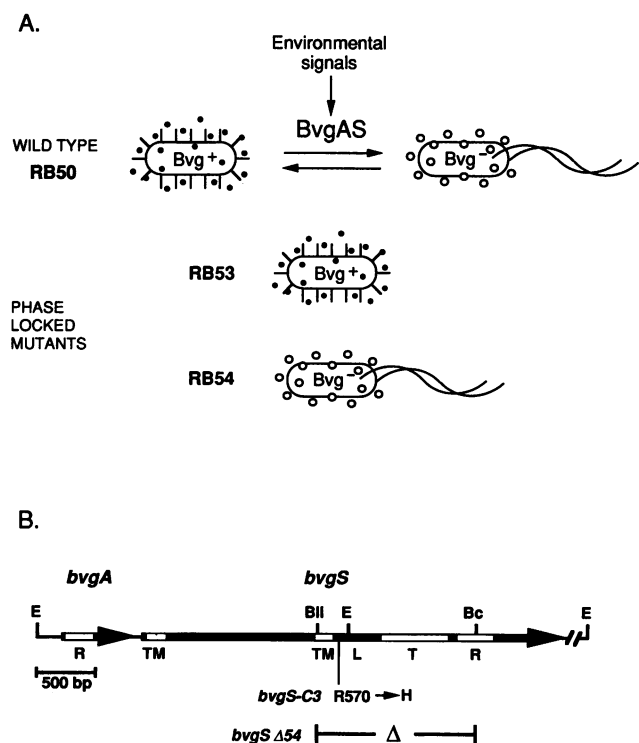 A.
Environmental
signals
BvgAS
WILD TYPE
RB50
Bvg+
Bvg−
RB53
Bvg+
PHASE
LOCKED
MUTANTS
RB54
Bvg−
B.
bvgA
bvgS
E
BII
E
Bc
E
R
TM
TM
L
T
R
500 bp
bvgS-C3 R570 → H
bvgS Δ54
Δ